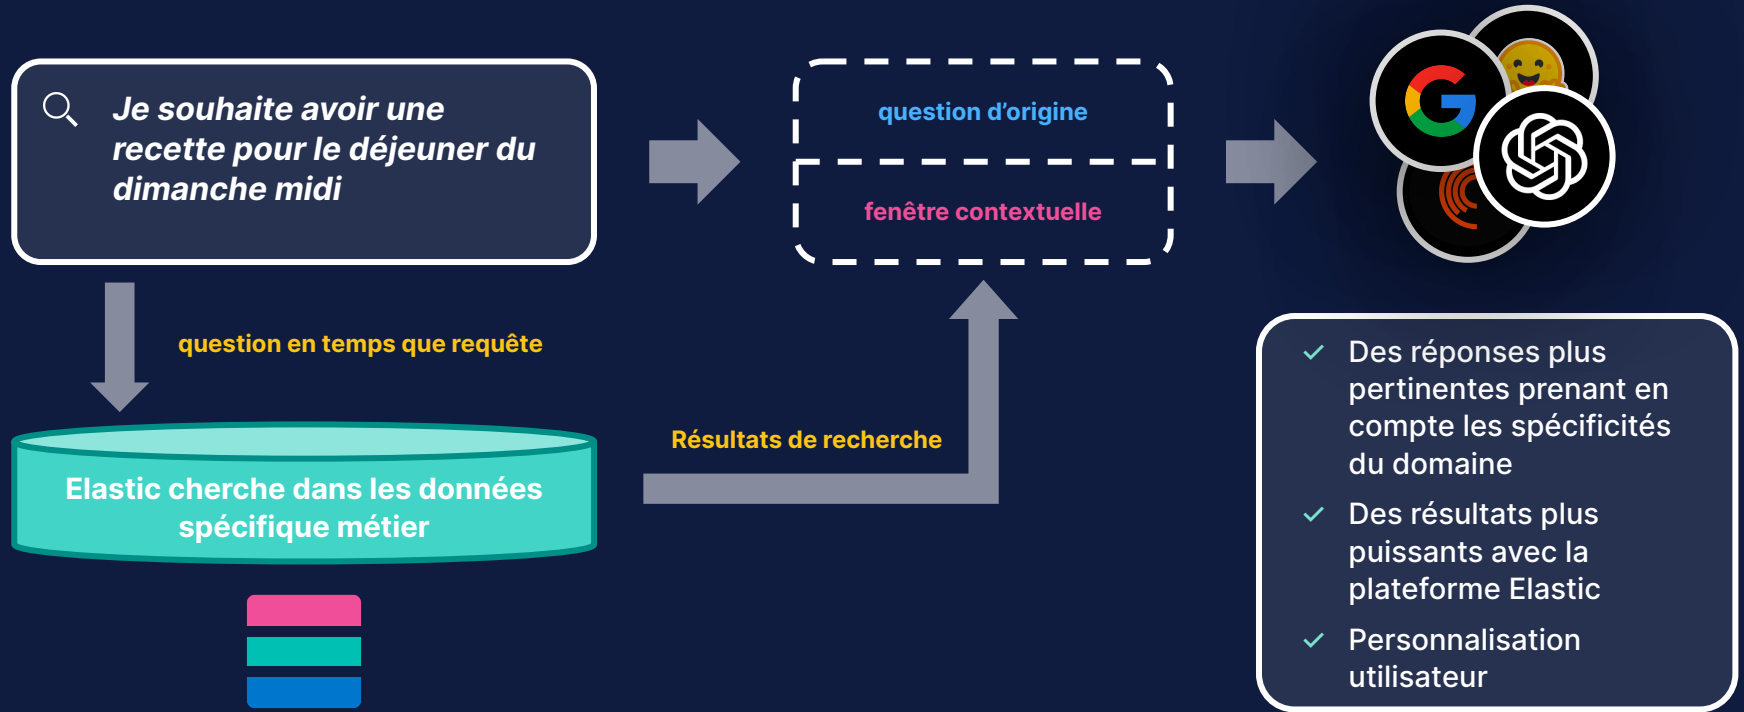 Je souhaite avoir une
recette pour le déjeuner du
dimanche midi
question d'origine
fenêtre contextuelle
question en temps que requête
Résultats de recherche
Elastic cherche dans les données
spécifique métier
Des réponses plus
pertinentes prenant en
compte les spécificités
du domaine
Des résultats plus
puissants avec la
plateforme Elastic
Personnalisation
utilisateur